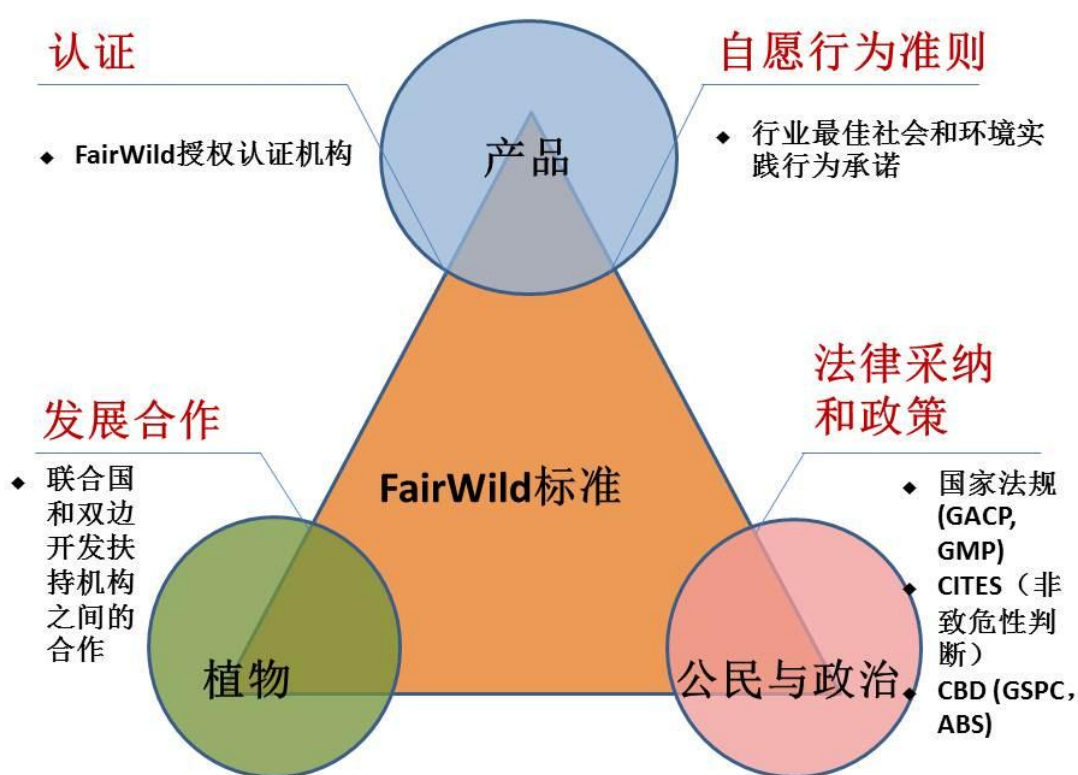 认证
◆ FairWild授权认证机构
自愿行为准则
◆ 行业最佳社会和环境实
践行为承诺
产品
发展合作
◆ 联合国
和双边
开发扶
持机构
之间的
合作
FairWild标准
法律采纳
和政策
◆ 国家法规
(GACP,
GMP)
◆ CITES（非
致危性判
断）
◆ CBD (GSPC，
ABS)
植物
公民与政治